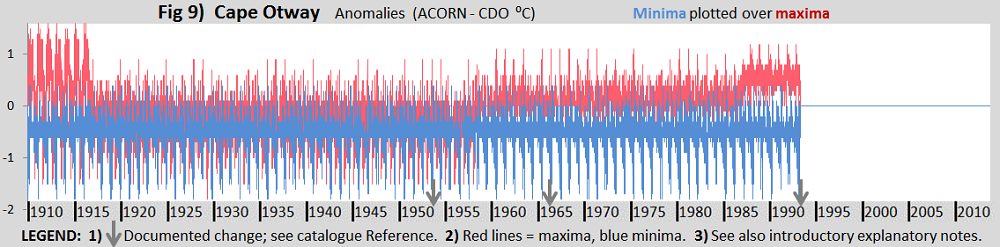 Fig 9) Cape Otway Anomalies (ACORN - CDO ⁰C) Minima plotted over maxima
1
0
-1
-2
1910 1915 1920 1925 1930 1935 1940 1945 1950 1955 1960 1965 1970 1975 1980 1985 1990 1995 2000 2005 2010
LEGEND: 1) Documented change; see catalogue Reference. 2) Red lines = maxima, blue minima. 3) See also introductory explanatory notes.